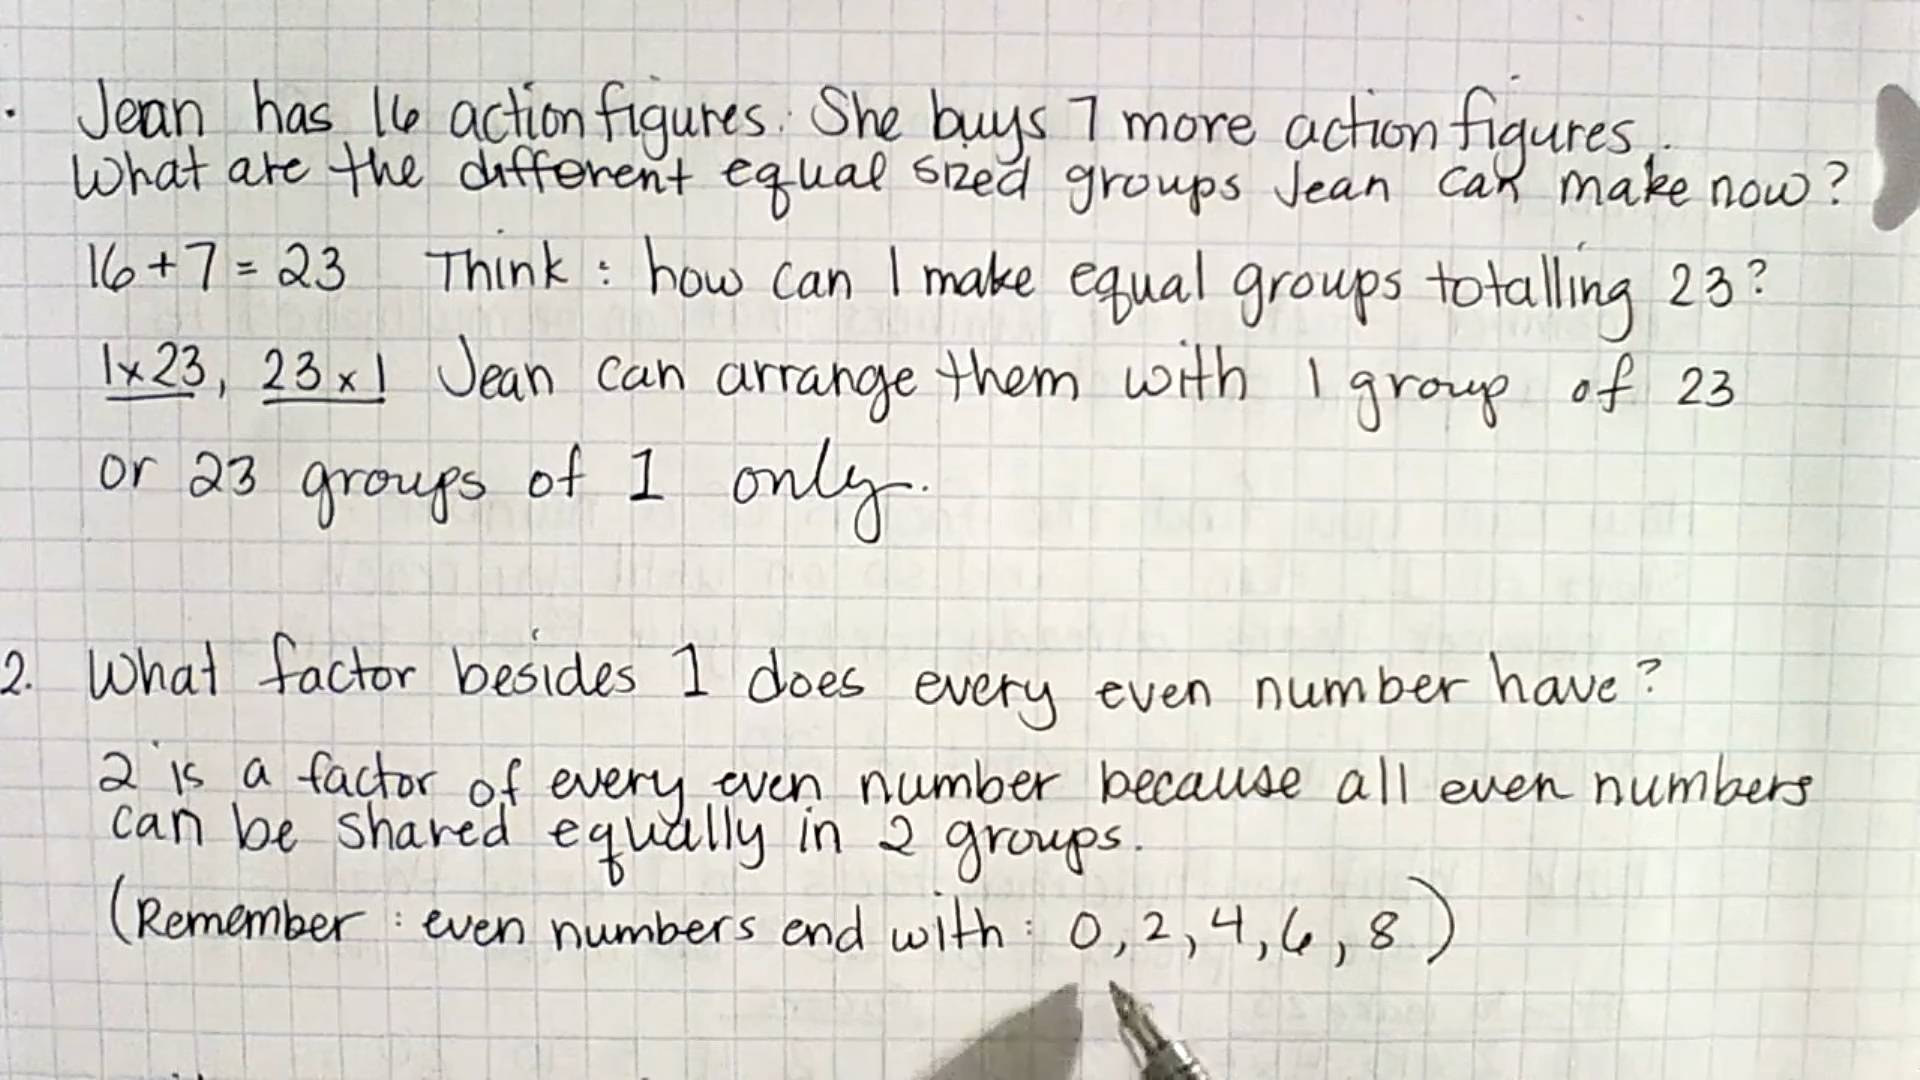 . Jean has 16 action figures. She buys 7 more action figures.
What are the different equal sized groups Jean can make now?
16 + 7 = 23 Think : how can I make equal groups totalling 23?
1x23, 23x1 Jean can arrange them with 1 group of 23
or 23 groups of 1 only.
2. What factor besides 1 does every even number have?
2 is a factor of every even number because all even numbers
can be shared equally in 2 groups.
(Remember : even numbers end with : 0, 2, 4, 6, 8)